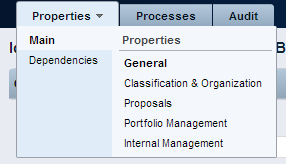 Properties Processes Audit
Main Properties
General
Dependencies
Classification & Organization
Proposals
Portfolio Management
Internal Management